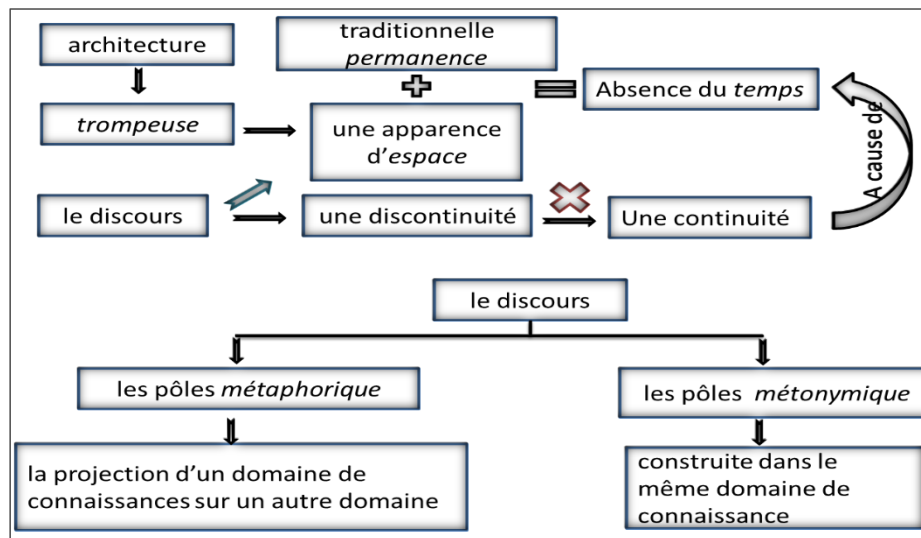 architecture
traditionnelle
permanence
Absence du temps
trompeuse
une apparence
d’espace
A cause de
le discours
une discontinuité
Une continuité
le discours
les pôles métaphorique
les pôles métonymique
la projection d’un domaine de
connaissances sur un autre domaine
construite dans le
même domaine de
connaissance